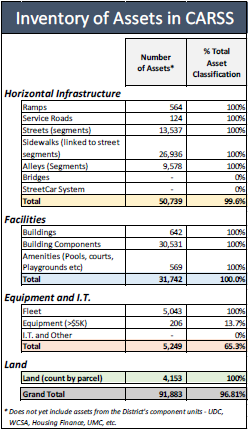 Inventory of Assets in CARSS
Number of Assets* % Total Asset Classification
Horizontal Infrastructure
Ramps 564 100%
Service Roads 124 100%
Streets (segments) 13,537 100%
Sidewalks (linked to street segments) 26,936 100%
Alleys (Segments) 9,578 100%
Bridges - 0%
StreetCar System - 0%
Total 50,739 99.6%
Facilities
Buildings 642 100%
Building Components 30,531 100%
Amenities (Pools, courts, Playgrounds etc) 569 100%
Total 31,742 100.0%
Equipment and I.T.
Fleet 5,043 100%
Equipment (>$5K) 206 13.7%
I.T. and Other - 0%
Total 5,249 65.3%
Land
Land (count by parcel) 4,153 100%
Grand Total 91,883 96.81%
* Does not yet include assets from the District's component units - UDC,
WCSA, Housing Finance, UMC, etc.